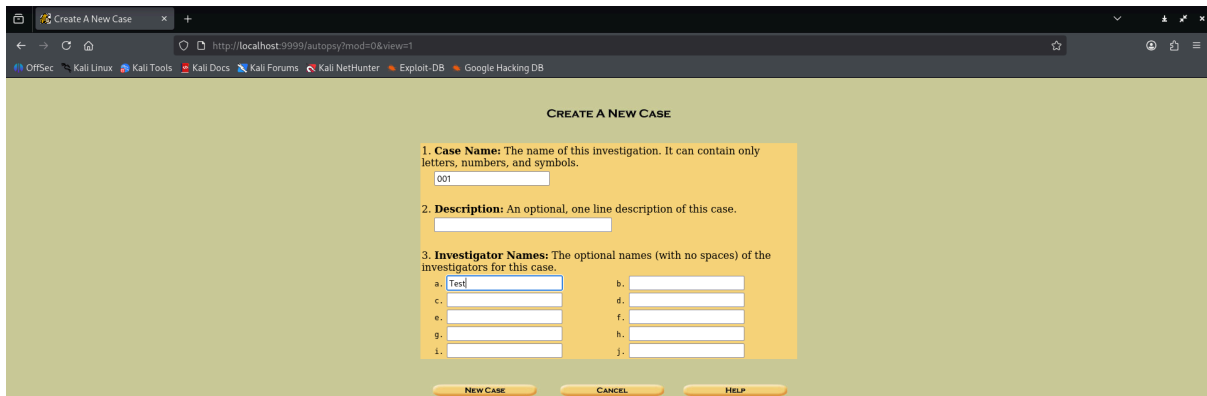 Create A New Case
http://localhost:9999/autopsy?mod=0&view=1
OffSec Kali Linux Kali Tools Kali Docs Kali Forums Kali NetHunter Exploit-DB Google Hacking DB
CREATE A NEW CASE
1. Case Name: The name of this investigation. It can contain only
letters, numbers, and symbols.
001
2. Description: An optional, one line description of this case.
3. Investigator Names: The optional names (with no spaces) of the
investigators for this case.
a. Test b.
c. d.
e. f.
g. h.
i. j.
NEW CASE CANCEL HELP